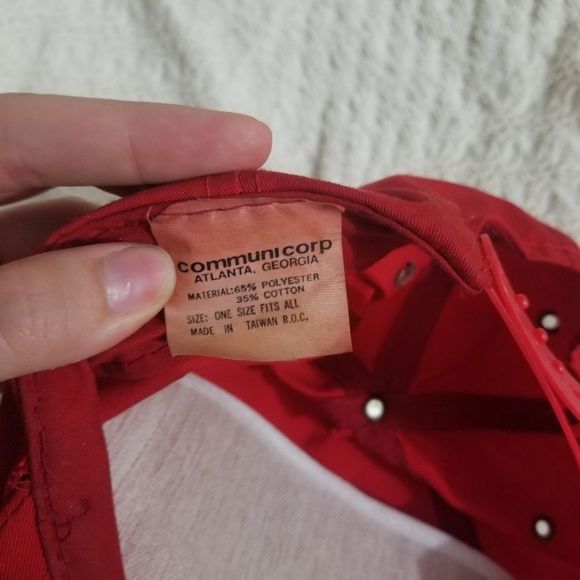 communicorp
ATLANTA, GEORGIA
MATERIAL:65% POLYESTER
35% COTTON
SIZE: ONE SIZE FITS ALL
MADE IN TAIWAN R.O.C.